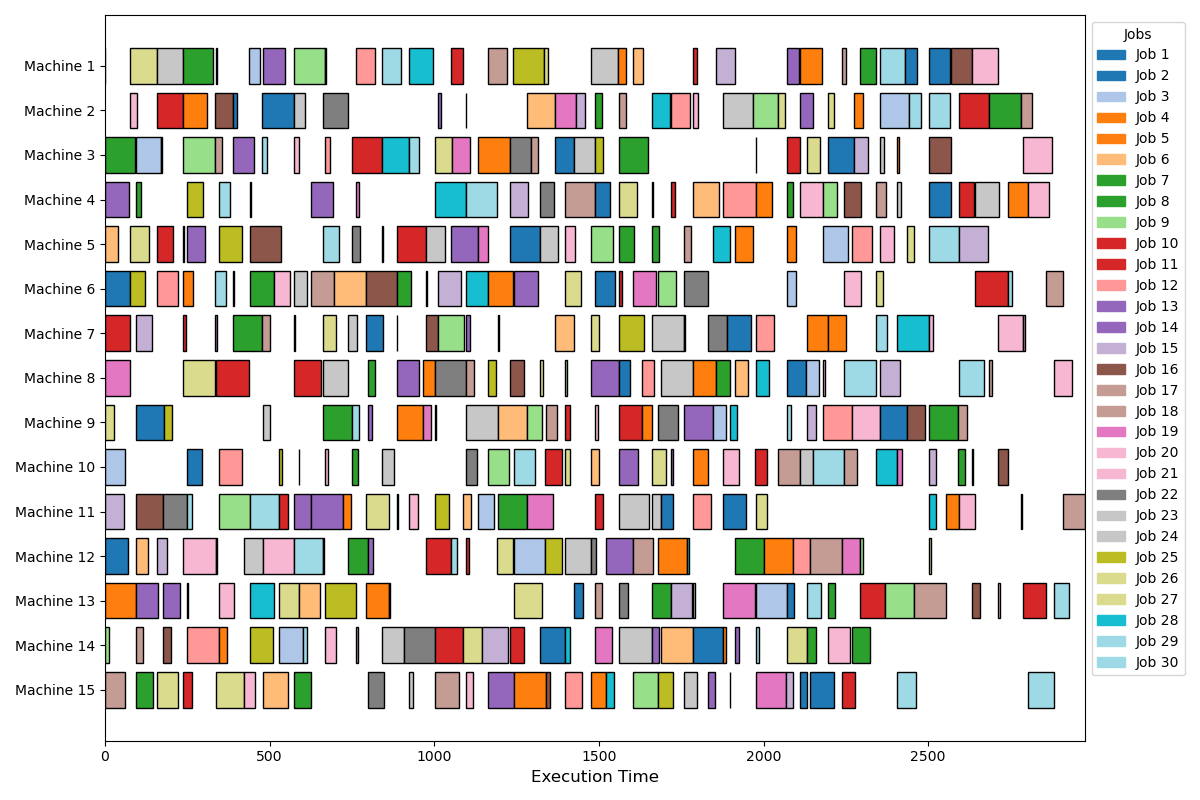 Machine 1
Machine 2
Machine 3
Machine 4
Machine 5
Machine 6
Machine 7
Machine 8
Machine 9
Machine 10
Machine 11
Machine 12
Machine 13
Machine 14
Machine 15
0 500 1000 1500 2000 2500
Execution Time
Jobs
Job 1
Job 2
Job 3
Job 4
Job 5
Job 6
Job 7
Job 8
Job 9
Job 10
Job 11
Job 12
Job 13
Job 14
Job 15
Job 16
Job 17
Job 18
Job 19
Job 20
Job 21
Job 22
Job 23
Job 24
Job 25
Job 26
Job 27
Job 28
Job 29
Job 30